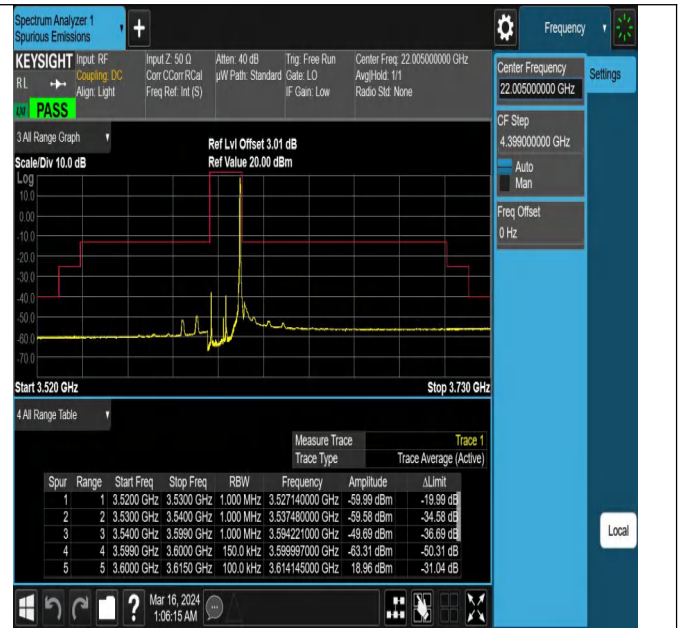 Spectrum Analyzer 1
Spurious Emissions
Frequency
KEYSIGHT Input: RF Input Z: 50 Ω Atten: 40 dB Trig: Free Run Center Freq: 22.005000000 GHz
RL Coupling: DC Corr CCorr RCal µW Path: Standard Gate: LO Avg|Hold: 1/1
Align: Light Freq Ref: Int (S) IF Gain: Low Radio Std: None
PASS
Center Frequency
22.005000000 GHz
Settings
CF Step
4.399000000 GHz
Auto
Man
Freq Offset
0 Hz
3 All Range Graph
Ref Lvl Offset 3.01 dB
Scale/Div 10.0 dB Ref Value 20.00 dBm
Log
10.0
0.00
-10.0
-20.0
-30.0
-40.0
-50.0
-60.0
-70.0
Start 3.520 GHz Stop 3.730 GHz
4 All Range Table
Measure Trace Trace 1
Trace Type Trace Average (Active)
Spur Range Start Freq Stop Freq RBW Frequency Amplitude ΔLimit
1 1 3.5200 GHz 3.5300 GHz 1.000 MHz 3.527140000 GHz -59.99 dBm -19.99 dB
2 2 3.5300 GHz 3.5400 GHz 1.000 MHz 3.537480000 GHz -59.58 dBm -34.58 dB
3 3 3.5400 GHz 3.5990 GHz 1.000 MHz 3.594221000 GHz -49.69 dBm -36.69 dB
4 4 3.5990 GHz 3.6000 GHz 150.0 kHz 3.599997000 GHz -63.31 dBm -50.31 dB
5 5 3.6000 GHz 3.6150 GHz 100.0 kHz 3.614145000 GHz 18.96 dBm -31.04 dB
Local
Mar 16, 2024
1:06:15 AM